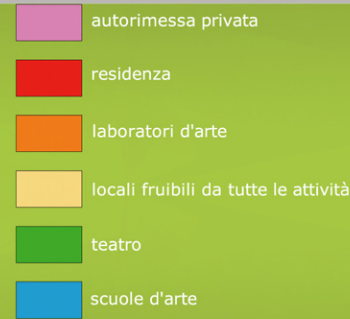 autorimessa privata
residenza
laboratori d'arte
locali fruibili da tutte le attività
teatro
scuole d'arte